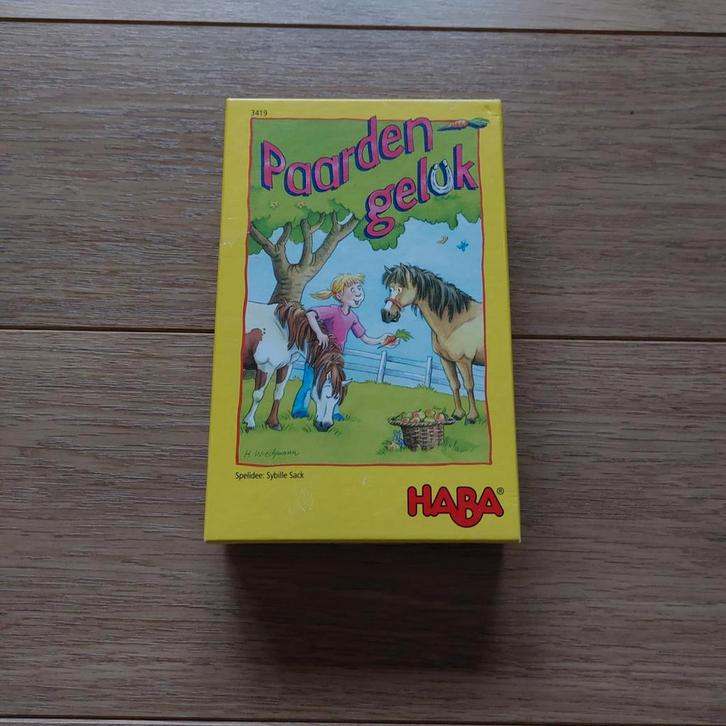 3419
Paarden
geluk
H. Wiechmann
Spelidee: Sybille Sack
HABA®